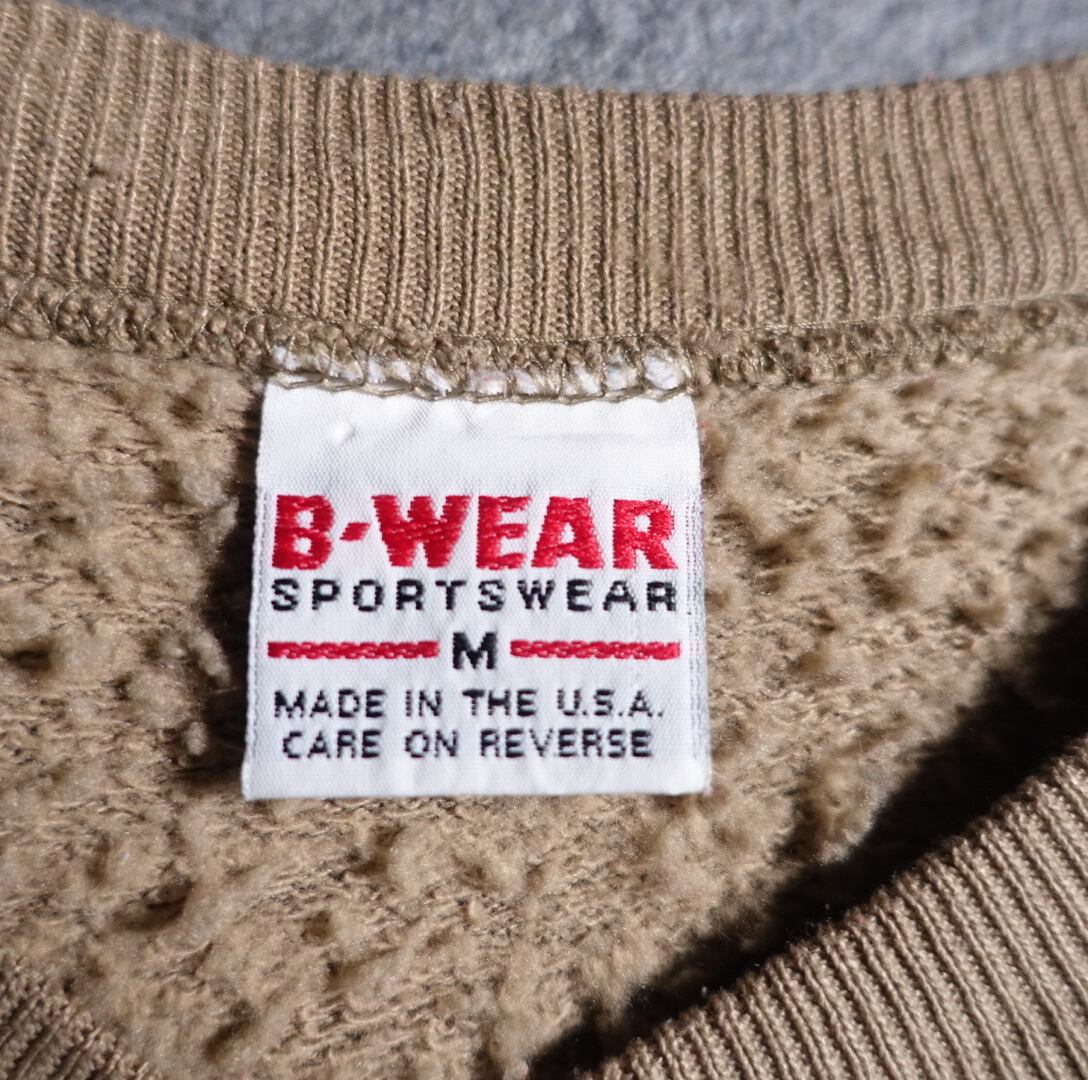 B-WEAR
SPORTSWEAR
M
MADE IN THE U.S.A.
CARE ON REVERSE